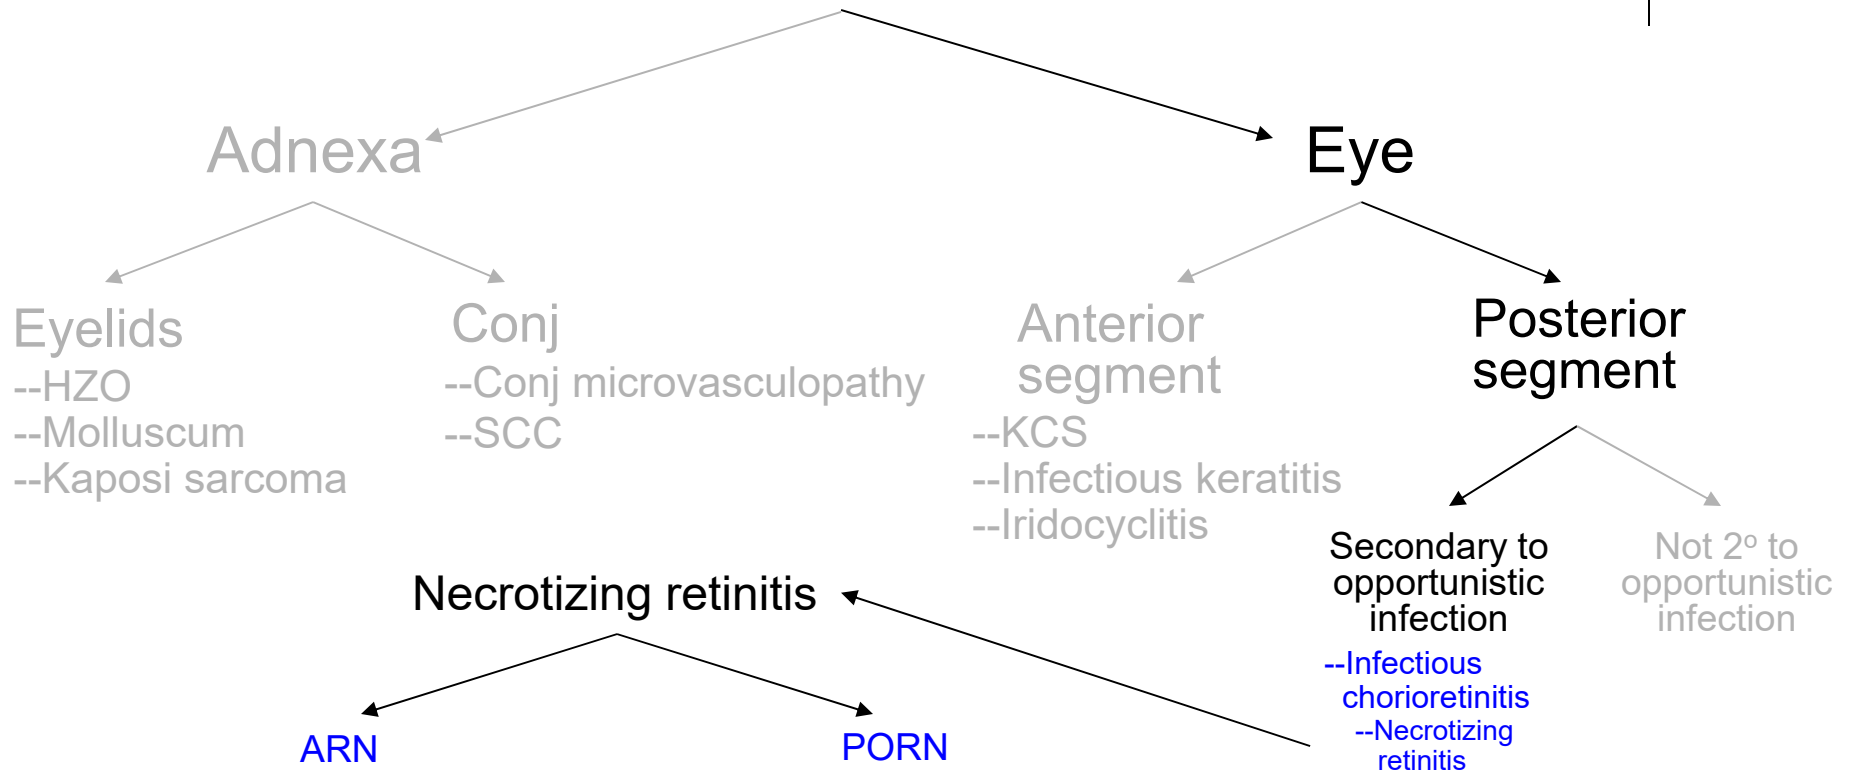 Adnexa
Eye
Eyelids
--HZO
--Molluscum
--Kaposi sarcoma
Conj
--Conj microvasculopathy
--SCC
Anterior
segment
--KCS
--Infectious keratitis
--Iridocyclitis
Posterior
segment
Secondary to
opportunistic
infection
--Infectious
chorioretinitis
--Necrotizing
retinitis
Not 2º to
opportunistic
infection
Necrotizing retinitis
ARN
PORN